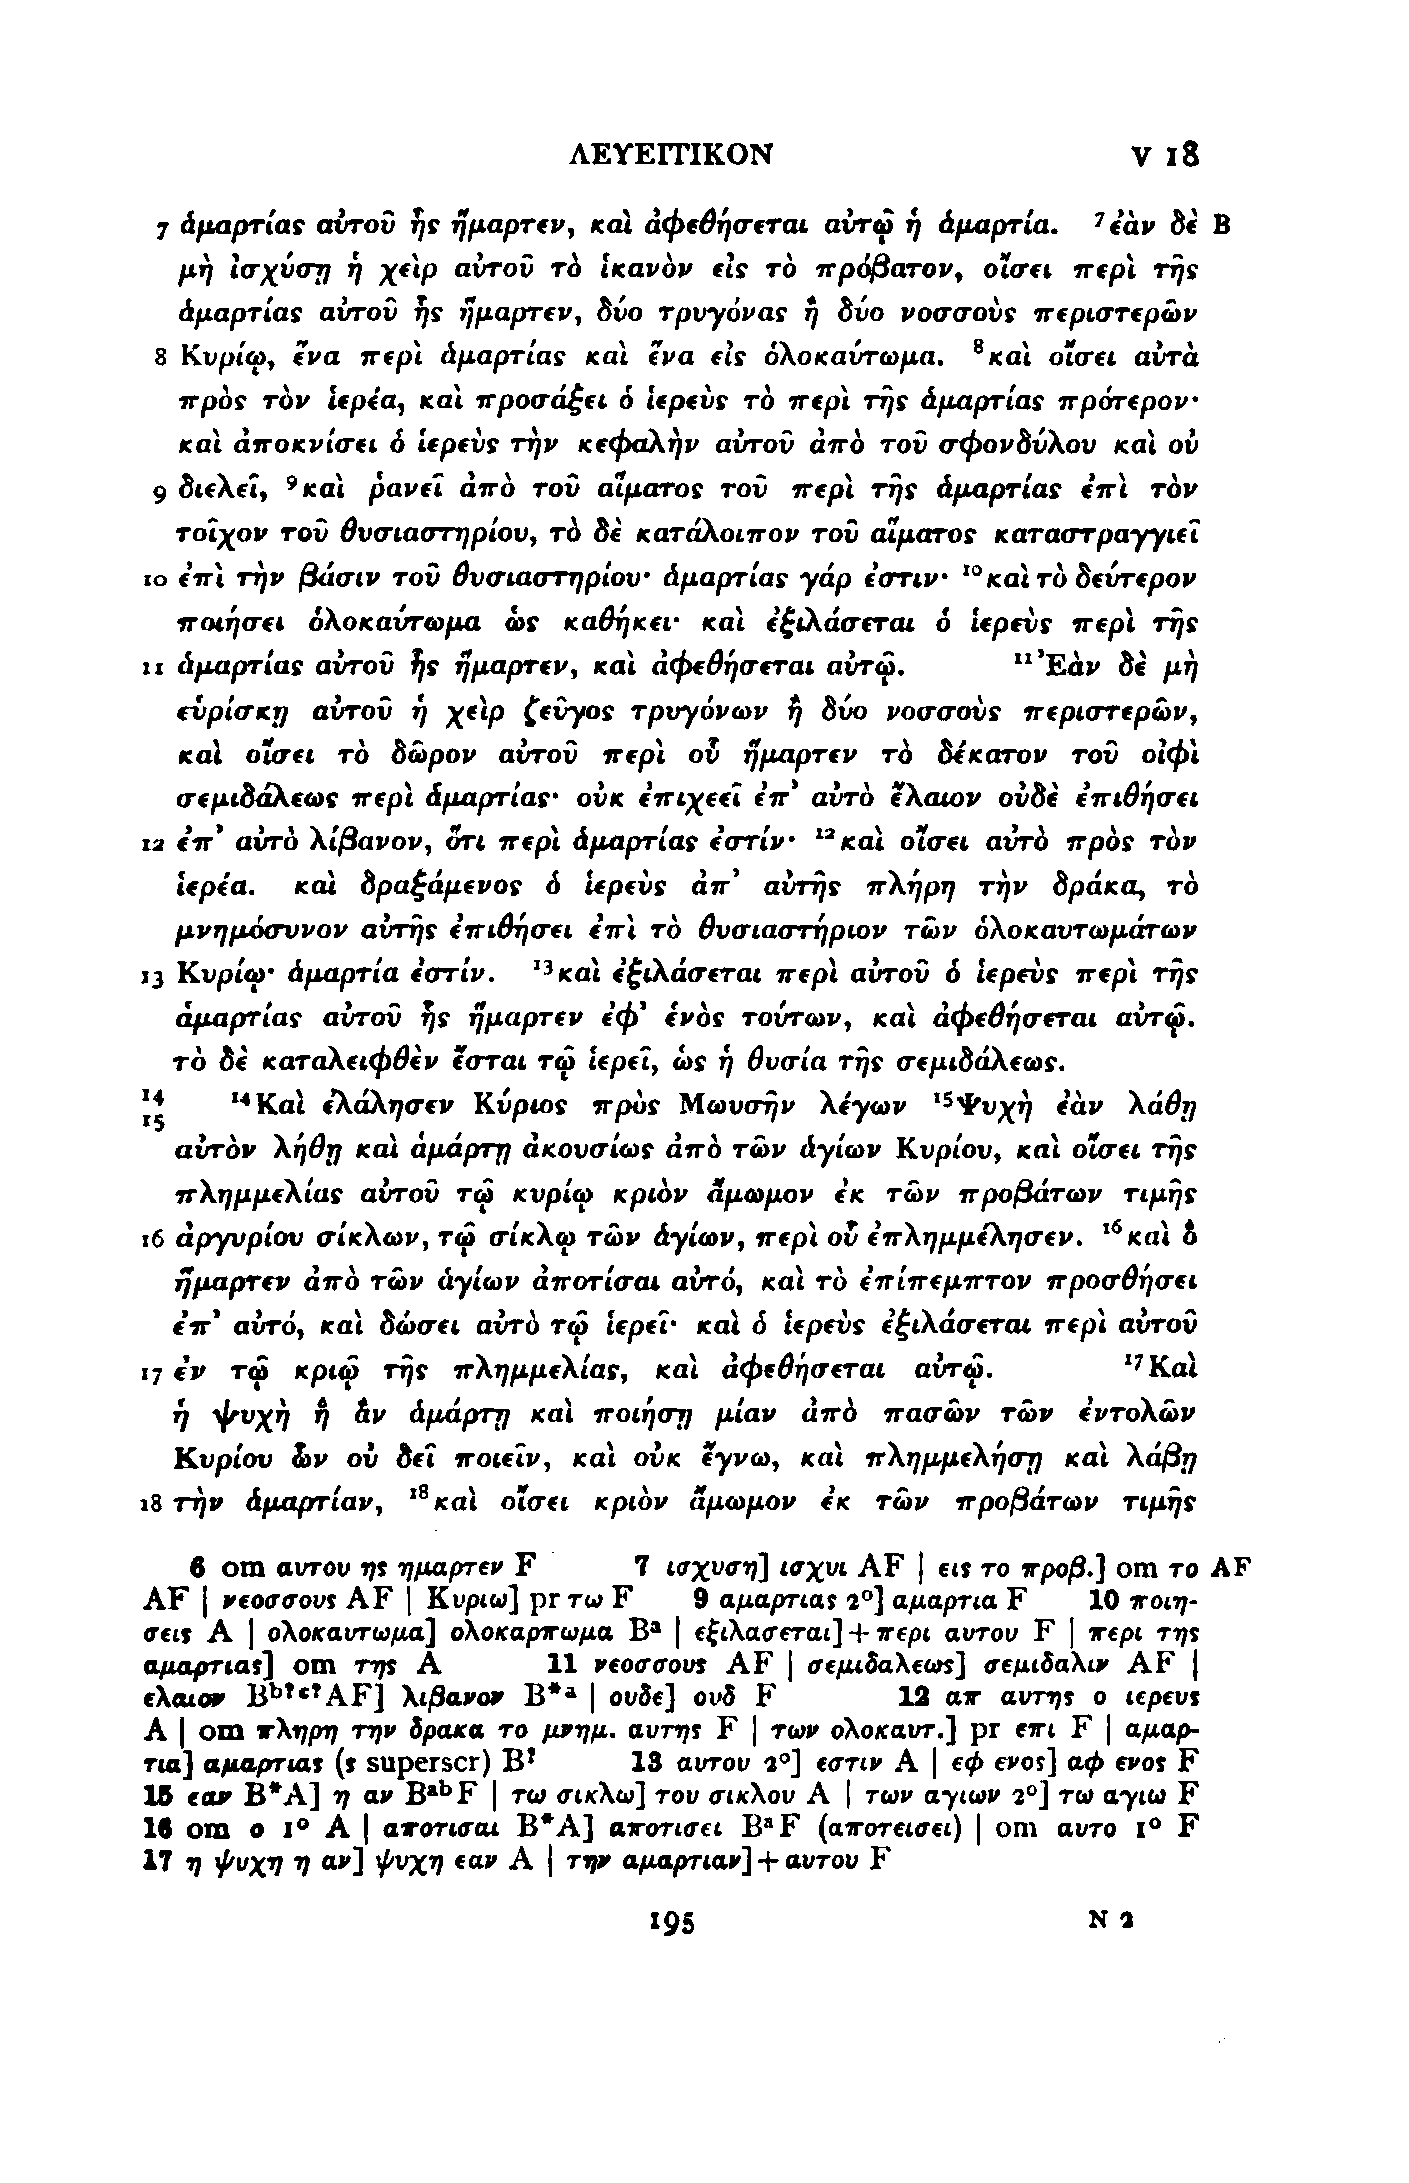 ΛΕΥΕΙΤΙΚΟΝ V 18
7 ἁμαρτίας αὐτοῦ ἧς ἥμαρτεν, καὶ ἀφεθήσεται αὐτῷ ἡ ἁμαρτία. ⁷ἐὰν δὲ B
μὴ ἰσχύσῃ ἡ χεὶρ αὐτοῦ τὸ ἱκανὸν εἰς τὸ πρόβατον, οἴσει περὶ τῆς
ἁμαρτίας αὐτοῦ ἧς ἥμαρτεν, δύο τρυγόνας ἢ δύο νοσσοὺς περιστερῶν
8 Κυρίῳ, ἕνα περὶ ἁμαρτίας καὶ ἕνα εἰς ὁλοκαύτωμα. ⁸καὶ οἴσει αὐτὰ
πρὸς τὸν ἱερέα, καὶ προσάξει ὁ ἱερεὺς τὸ περὶ τῆς ἁμαρτίας πρότερον·
καὶ ἀποκνίσει ὁ ἱερεὺς τὴν κεφαλὴν αὐτοῦ ἀπὸ τοῦ σφονδύλου καὶ οὐ
9 διελεῖ, ⁹καὶ ῥανεῖ ἀπὸ τοῦ αἵματος τοῦ περὶ τῆς ἁμαρτίας ἐπὶ τὸν
τοῖχον τοῦ θυσιαστηρίου, τὸ δὲ κατάλοιπον τοῦ αἵματος καταστραγγιεῖ
10 ἐπὶ τὴν βάσιν τοῦ θυσιαστηρίου· ἁμαρτίας γάρ ἐστιν· ¹⁰καὶ τὸ δεύτερον
ποιήσει ὁλοκαύτωμα ὡς καθήκει· καὶ ἐξιλάσεται ὁ ἱερεὺς περὶ τῆς
11 ἁμαρτίας αὐτοῦ ἧς ἥμαρτεν, καὶ ἀφεθήσεται αὐτῷ. ¹¹Ἐὰν δὲ μὴ
εὑρίσκῃ αὐτοῦ ἡ χεὶρ ζεῦγος τρυγόνων ἢ δύο νοσσοὺς περιστερῶν,
καὶ οἴσει τὸ δῶρον αὐτοῦ περὶ οὗ ἥμαρτεν τὸ δέκατον τοῦ οἰφὶ
σεμιδάλεως περὶ ἁμαρτίας· οὐκ ἐπιχεεῖ ἐπ᾽ αὐτὸ ἔλαιον οὐδὲ ἐπιθήσει
12 ἐπ᾽ αὐτὸ λίβανον, ὅτι περὶ ἁμαρτίας ἐστίν· ¹²καὶ οἴσει αὐτὸ πρὸς τὸν
ἱερέα. καὶ δραξάμενος ὁ ἱερεὺς ἀπ᾽ αὐτῆς πλήρη τὴν δράκα, τὸ
μνημόσυνον αὐτῆς ἐπιθήσει ἐπὶ τὸ θυσιαστήριον τῶν ὁλοκαυτωμάτων
13 Κυρίῳ· ἁμαρτία ἐστίν. ¹³καὶ ἐξιλάσεται περὶ αὐτοῦ ὁ ἱερεὺς περὶ τῆς
ἁμαρτίας αὐτοῦ ἧς ἥμαρτεν ἐφ᾽ ἑνὸς τούτων, καὶ ἀφεθήσεται αὐτῷ.
τὸ δὲ καταλειφθὲν ἔσται τῷ ἱερεῖ, ὡς ἡ θυσία τῆς σεμιδάλεως.
14 ¹⁴Καὶ ἐλάλησεν Κύριος πρὸς Μωυσῆν λέγων ¹⁵Ψυχὴ ἐὰν λάθῃ
15 αὐτὸν λήθῃ καὶ ἁμάρτῃ ἀκουσίως ἀπὸ τῶν ἁγίων Κυρίου, καὶ οἴσει τῆς
πλημμελίας αὐτοῦ τῷ κυρίῳ κριὸν ἄμωμον ἐκ τῶν προβάτων τιμῆς
16 ἀργυρίου σίκλων, τῷ σίκλῳ τῶν ἁγίων, περὶ οὗ ἐπλημμέλησεν. ¹⁶καὶ ὃ
ἥμαρτεν ἀπὸ τῶν ἁγίων ἀποτίσαι αὐτό, καὶ τὸ ἐπίπεμπτον προσθήσει
ἐπ᾽ αὐτό, καὶ δώσει αὐτὸ τῷ ἱερεῖ· καὶ ὁ ἱερεὺς ἐξιλάσεται περὶ αὐτοῦ
17 ἐν τῷ κριῷ τῆς πλημμελίας, καὶ ἀφεθήσεται αὐτῷ. ¹⁷Καὶ
ἡ ψυχὴ ἣ ἂν ἁμάρτῃ καὶ ποιήσῃ μίαν ἀπὸ πασῶν τῶν ἐντολῶν
Κυρίου ὧν οὐ δεῖ ποιεῖν, καὶ οὐκ ἔγνω, καὶ πλημμελήσῃ καὶ λάβῃ
18 τὴν ἁμαρτίαν, ¹⁸καὶ οἴσει κριὸν ἄμωμον ἐκ τῶν προβάτων τιμῆς
6 om αυτου ης ημαρτεν F 7 ισχυση] ισχυι AF | εις το προβ.] om το AF
AF | νεοσσους AF | Κυριω] pr τω F 9 αμαρτιας 2º] αμαρτια F 10 ποιη-
σεις A | ολοκαυτωμα] ολοκαρπωμα Bᵃ | εξιλασεται]+περι αυτου F | περι της
αμαρτιας] om της A 11 νεοσσους AF | σεμιδαλεως] σεμιδαλιν AF |
ελαιον Bᵇ?ᶜ?AF] λιβανον B*ᵃ | ουδε] ουδ F 12 απ αυτης ο ιερευς
A | om πληρη την δρακα το μνημ. αυτης F | των ολοκαυτ.] pr επι F | αμαρ-
τια] αμαρτιας (ς superscr) B? 13 αυτου 2º] εστιν A | εφ ενος] αφ ενος F
15 εαν B*A] η αν BᵃᵇF | τω σικλω] του σικλου A | των αγιων 2º] τω αγιω F
16 om ο 1º A | αποτισαι B*A] αποτισει BᵃF (αποτεισει) | om αυτο 1º F
17 η ψυχη η αν] ψυχη εαν A | την αμαρτιαν]+αυτου F
195 N 2